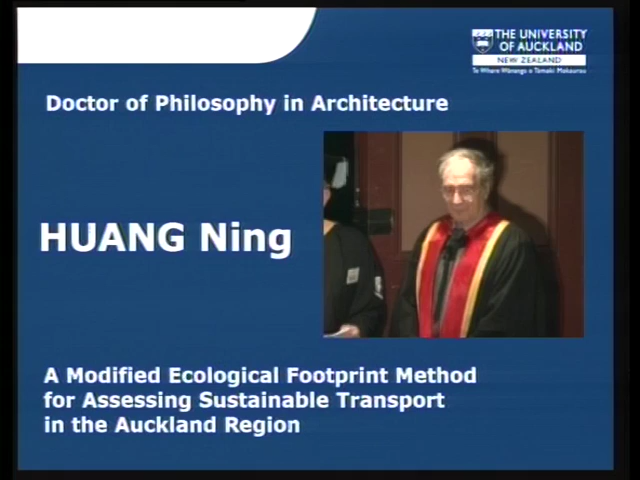 THE UNIVERSITY
OF AUCKLAND
NEW ZEALAND
Te Whare Wānanga o Tāmaki Makaurau
Doctor of Philosophy in Architecture
HUANG Ning
A Modified Ecological Footprint Method
for Assessing Sustainable Transport
in the Auckland Region